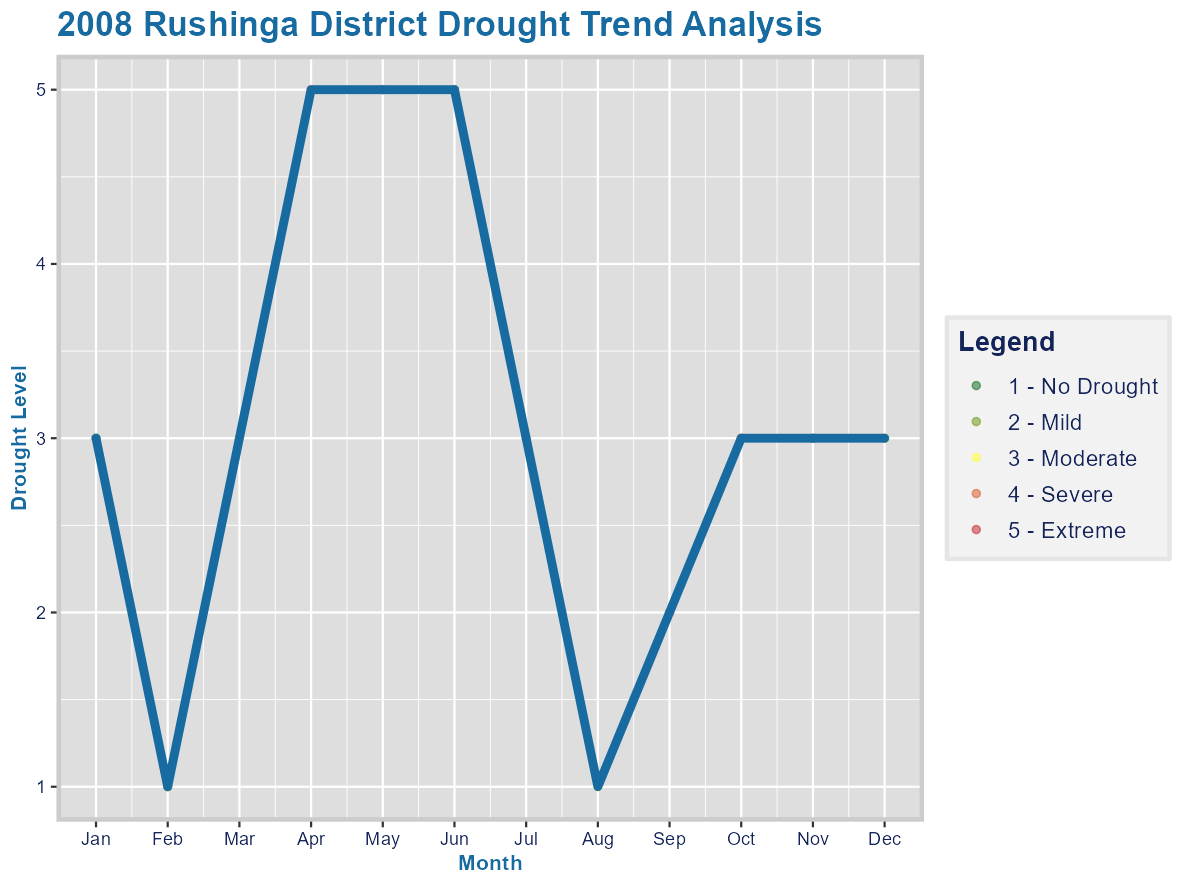 2008 Rushinga District Drought Trend Analysis
5
4
3
2
1
Drought Level
Jan Feb Mar Apr May Jun Jul Aug Sep Oct Nov Dec
Month
Legend
1 - No Drought
2 - Mild
3 - Moderate
4 - Severe
5 - Extreme